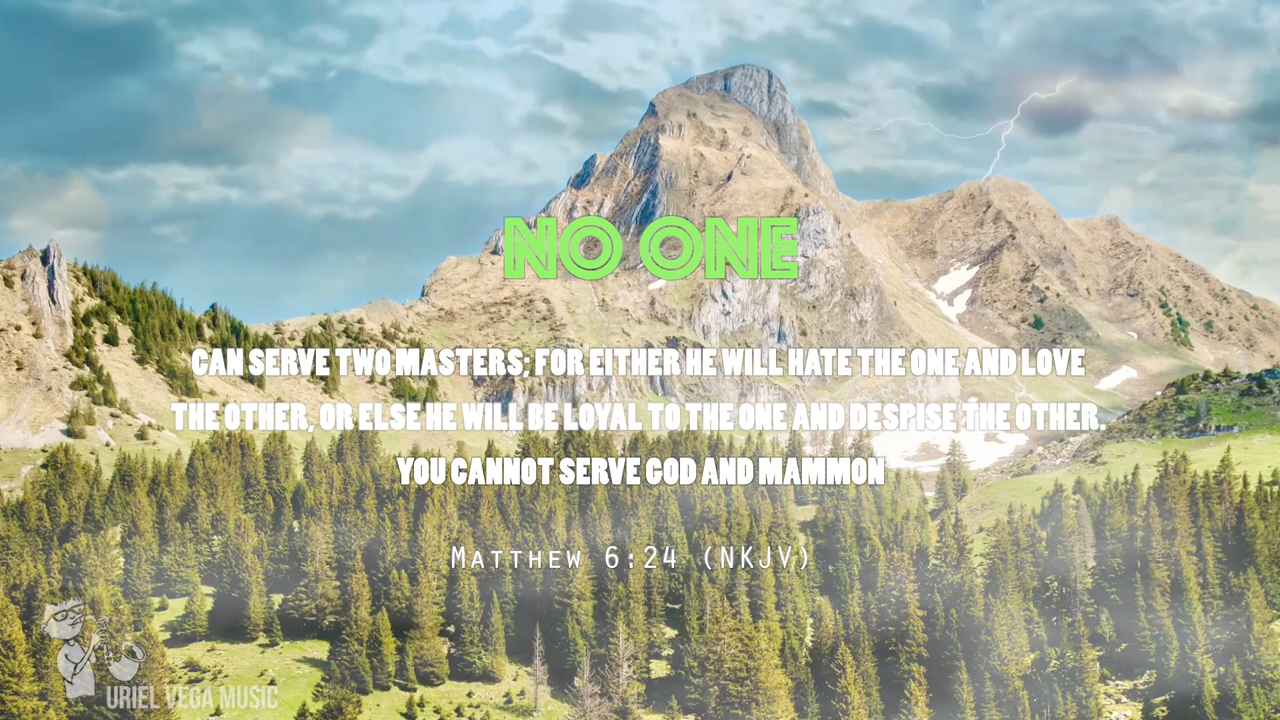 NO ONE
CAN SERVE TWO MASTERS; FOR EITHER HE WILL HATE THE ONE AND LOVE
THE OTHER, OR ELSE HE WILL BE LOYAL TO THE ONE AND DESPISE THE OTHER.
YOU CANNOT SERVE GOD AND MAMMON
Matthew 6:24 (NKJV)
URIEL VEGA MUSIC